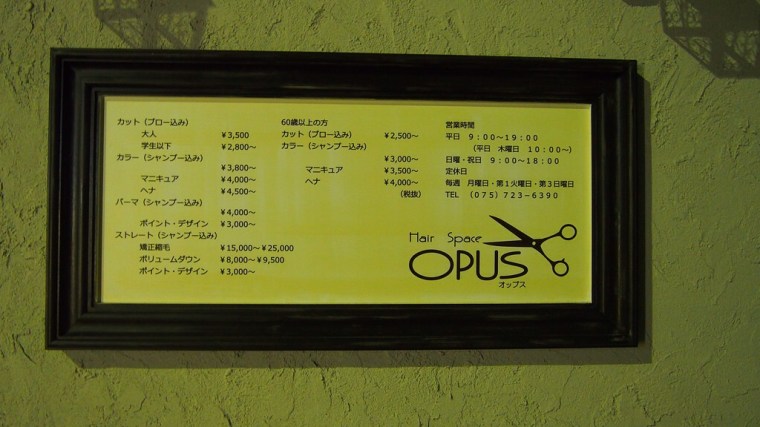 カット（ブロー込み）
大人 ￥3,500
学生以下 ￥2,800～
カラー（シャンプー込み）
￥3,800～
マニキュア ￥4,000～
ヘナ ￥4,500～
パーマ（シャンプー込み）
￥4,000～
ポイント・デザイン ￥3,000～
ストレート（シャンプー込み）
矯正縮毛 ￥15,000～￥25,000
ボリュームダウン ￥8,000～￥9,500
ポイント・デザイン ￥3,000～
60歳以上の方
カット（ブロー込み） ￥2,500～
カラー（シャンプー込み）
￥3,000～
マニキュア ￥3,500～
ヘナ ￥4,000～
（税抜）
営業時間
平日 ９：００～１９：００
（平日 木曜日 １０：００～）
日曜・祝日 ９：００～１８：００
定休日
毎週 月曜日・第１火曜日・第３日曜日
TEL （０７５）７２３－６３９０
Hair Space
OPUS
オップス